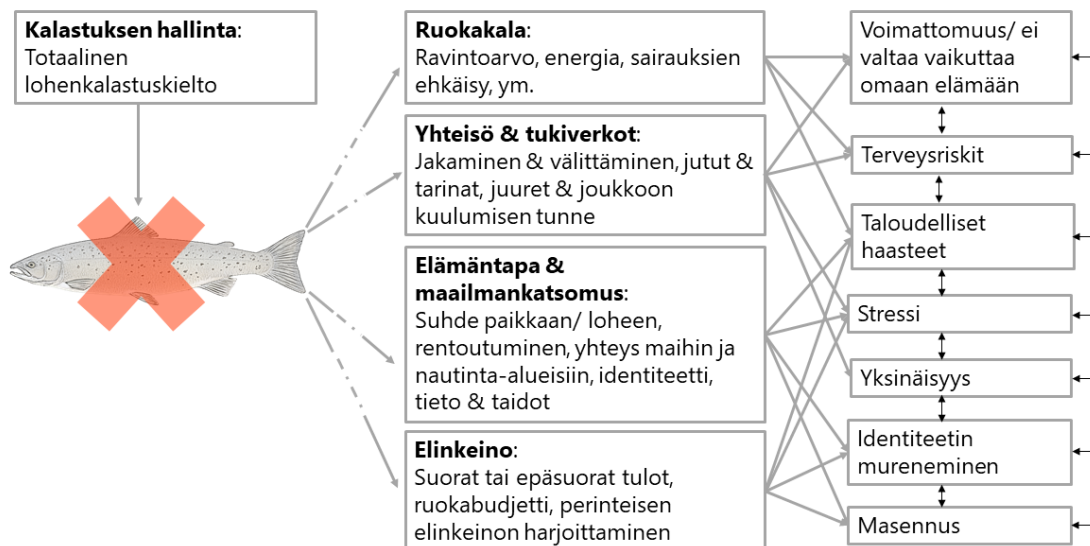 Kalastuksen hallinta:
Totaalinen
lohenkalastuskielto
Ruokakala:
Ravintoarvo, energia, sairauksien
ehkäisy, ym.
Yhteisö & tukiverkot:
Jakaminen & välittäminen, jutut &
tarinat, juuret & joukkoon
kuulumisen tunne
Elämäntapa &
maailmankatsomus:
Suhde paikkaan/ loheen,
rentoutuminen, yhteys maihin ja
nautinta-alueisiin, identiteetti,
tieto & taidot
Elinkeino:
Suorat tai epäsuorat tulot,
ruokabudjetti, perinteisen
elinkeinon harjoittaminen
Voimattomuus/ ei
valtaa vaikuttaa
omaan elämään
Terveysriskit
Taloudelliset
haasteet
Stressi
Yksinäisyys
Identiteetin
mureneminen
Masennus